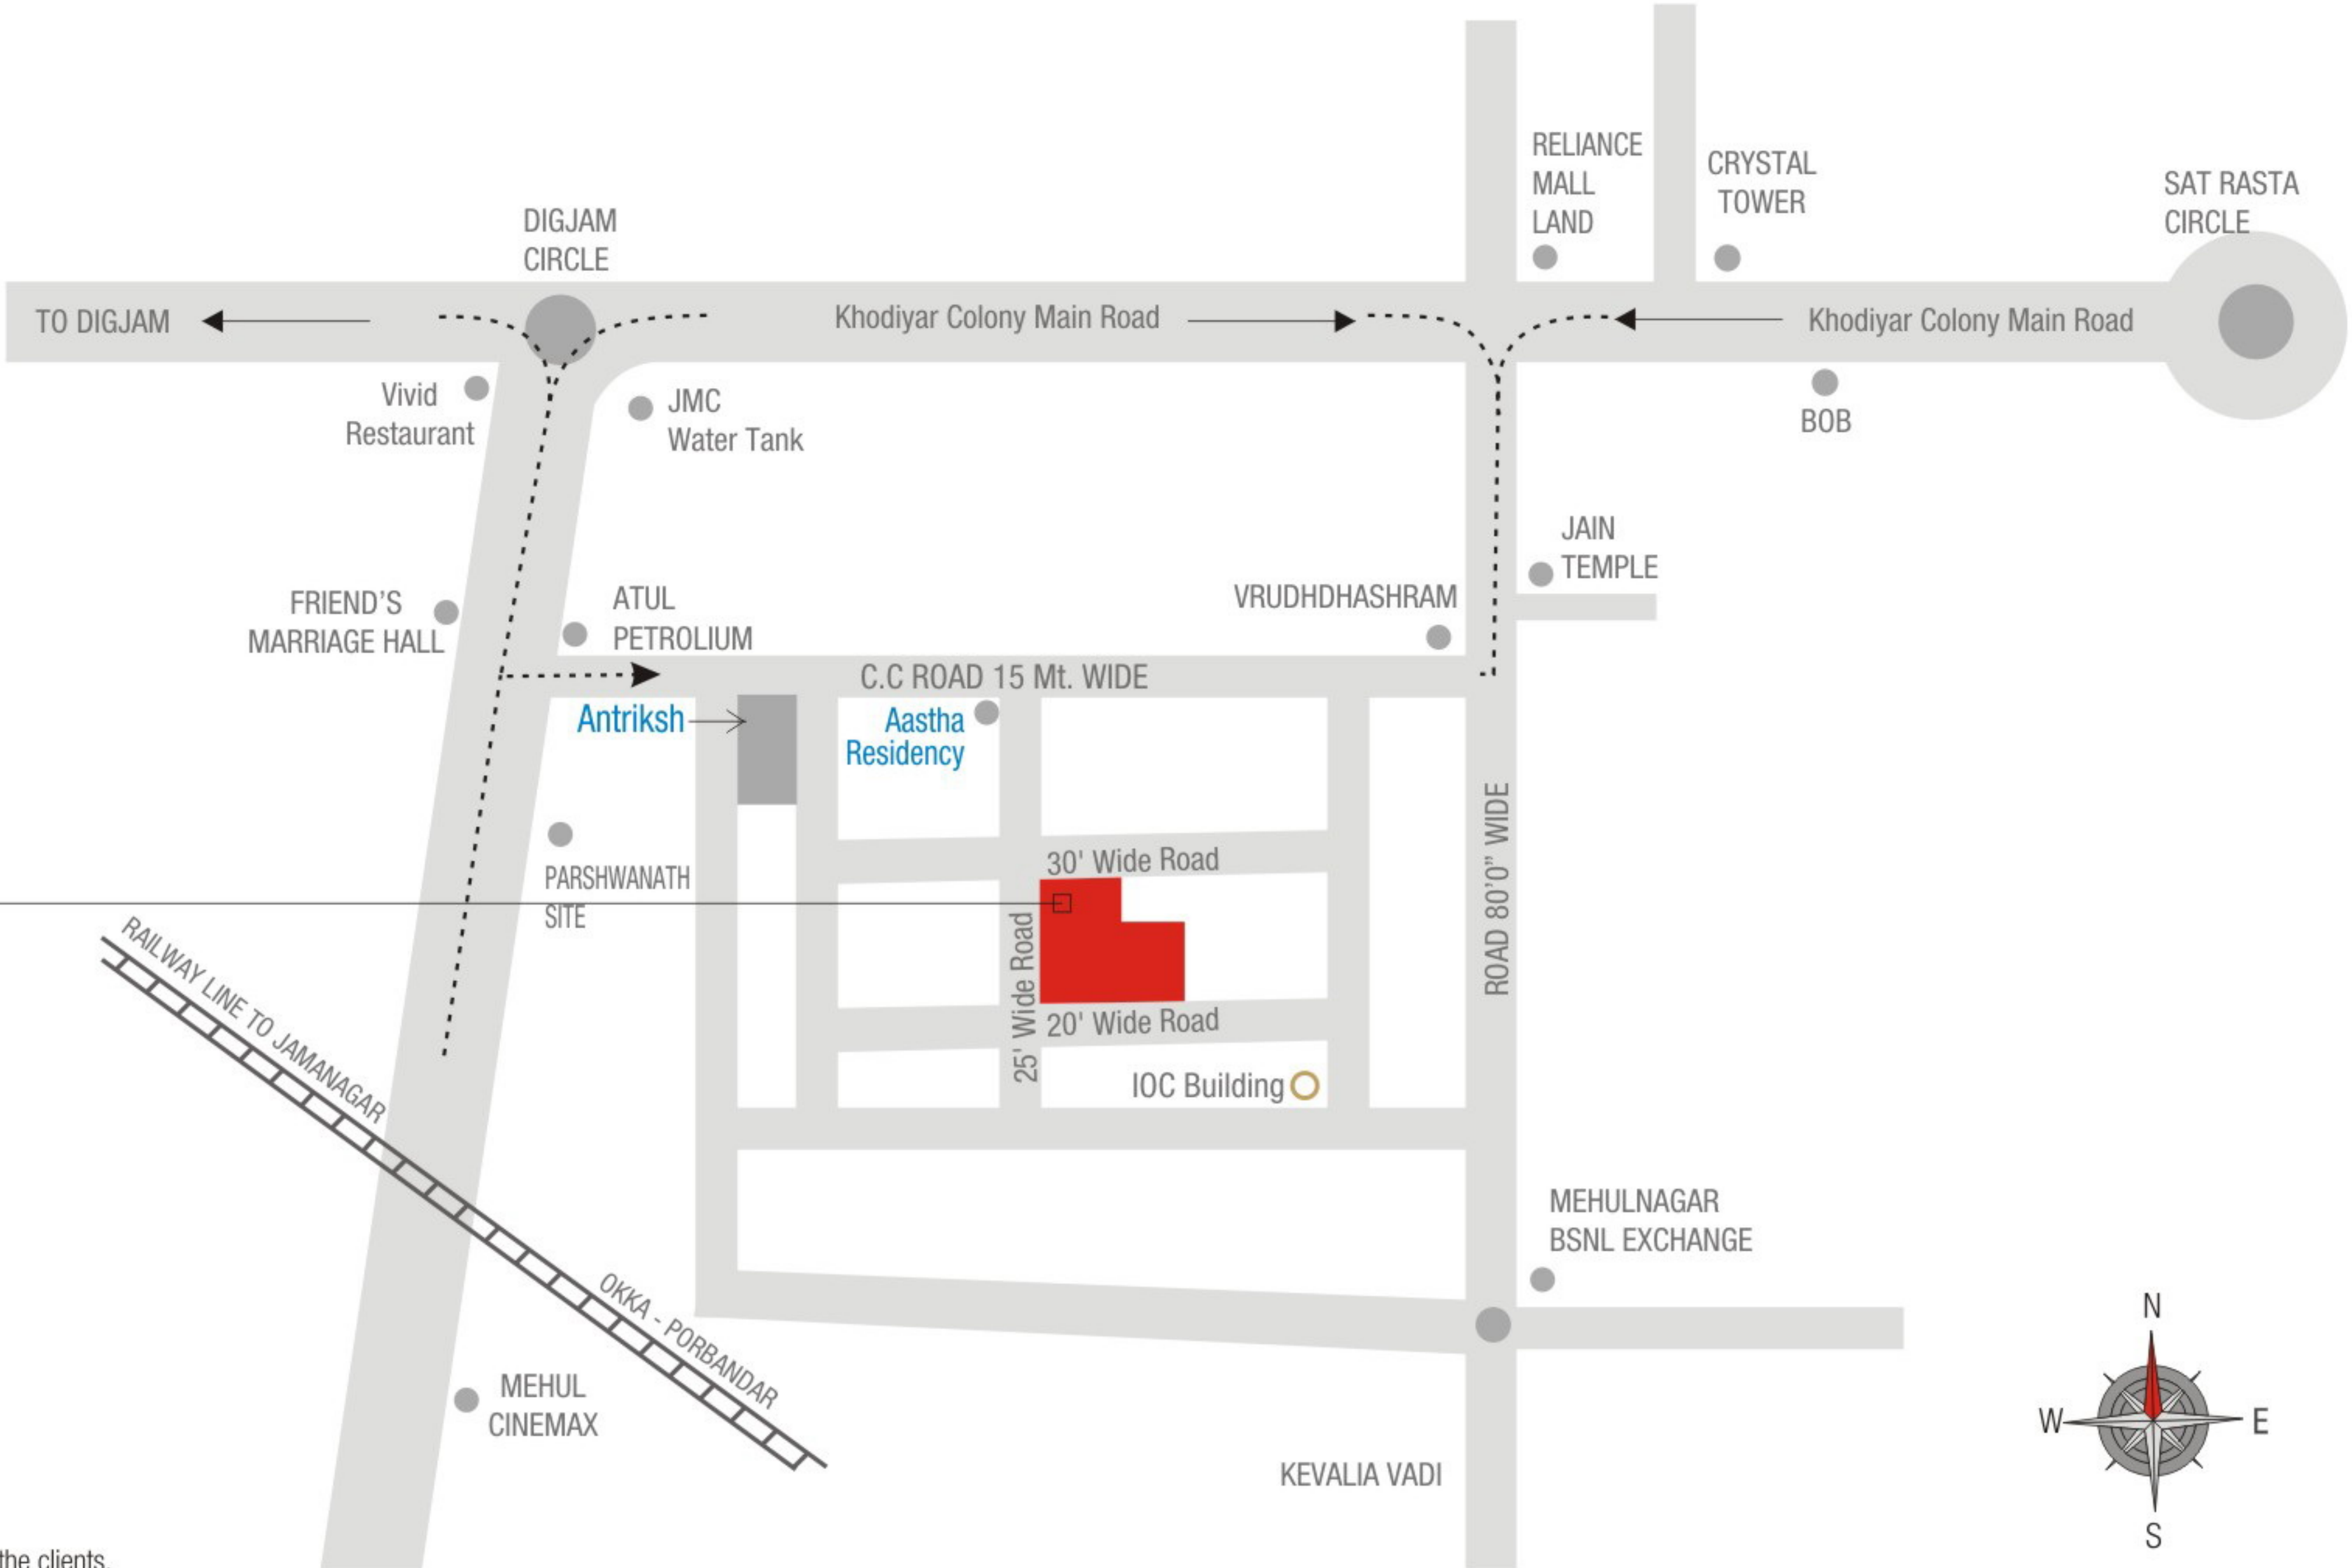 RELIANCE
MALL
LAND
CRYSTAL
TOWER
SAT RASTA
CIRCLE
DIGJAM
CIRCLE
TO DIGJAM
Khodiyar Colony Main Road
Khodiyar Colony Main Road
Vivid
Restaurant
JMC
Water Tank
BOB
JAIN
TEMPLE
FRIEND'S
MARRIAGE HALL
ATUL
PETROLIUM
VRUDHDHASHRAM
C.C ROAD 15 Mt. WIDE
Antriksh
Aastha
Residency
ROAD 80'0" WIDE
30' Wide Road
PARSHWANATH
SITE
25' Wide Road
20' Wide Road
IOC Building
RAILWAY LINE TO JAMANAGAR
OKKA - PORBANDAR
MEHULNAGAR
BSNL EXCHANGE
MEHUL
CINEMAX
KEVALIA VADI
N
W
E
S
the clients.